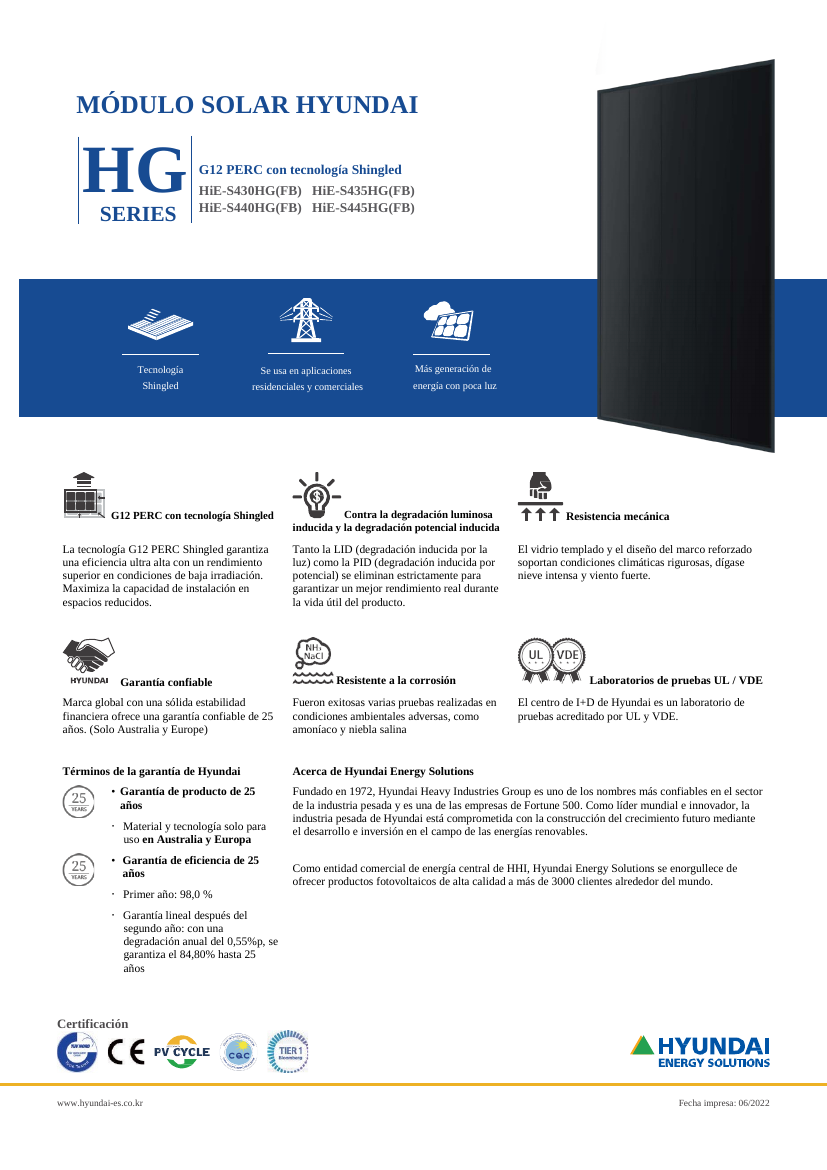 MÓDULO SOLAR HYUNDAI
HG
SERIES
G12 PERC con tecnología Shingled
HiE-S430HG(FB) HiE-S435HG(FB)
HiE-S440HG(FB) HiE-S445HG(FB)
Tecnología
Shingled
Se usa en aplicaciones
residenciales y comerciales
Más generación de
energía con poca luz
G12 PERC con tecnología Shingled
La tecnología G12 PERC Shingled garantiza
una eficiencia ultra alta con un rendimiento
superior en condiciones de baja irradiación.
Maximiza la capacidad de instalación en
espacios reducidos.
Contra la degradación luminosa
inducida y la degradación potencial inducida
Tanto la LID (degradación inducida por la
luz) como la PID (degradación inducida por
potencial) se eliminan estrictamente para
garantizar un mejor rendimiento real durante
la vida útil del producto.
Resistencia mecánica
El vidrio templado y el diseño del marco reforzado
soportan condiciones climáticas rigurosas, dígase
nieve intensa y viento fuerte.
HYUNDAI
Garantía confiable
Marca global con una sólida estabilidad
financiera ofrece una garantía confiable de 25
años. (Solo Australia y Europe)
NH₃
NaCl
Resistente a la corrosión
Fueron exitosas varias pruebas realizadas en
condiciones ambientales adversas, como
amoníaco y niebla salina
UL VDE
Laboratorios de pruebas UL / VDE
El centro de I+D de Hyundai es un laboratorio de
pruebas acreditado por UL y VDE.
Términos de la garantía de Hyundai
25
YEARS
• Garantía de producto de 25
años
· Material y tecnología solo para
uso en Australia y Europa
25
YEARS
• Garantía de eficiencia de 25
años
· Primer año: 98,0 %
· Garantía lineal después del
segundo año: con una
degradación anual del 0,55%p, se
garantiza el 84,80% hasta 25
años
Acerca de Hyundai Energy Solutions
Fundado en 1972, Hyundai Heavy Industries Group es uno de los nombres más confiables en el sector
de la industria pesada y es una de las empresas de Fortune 500. Como líder mundial e innovador, la
industria pesada de Hyundai está comprometida con la construcción del crecimiento futuro mediante
el desarrollo e inversión en el campo de las energías renovables.
Como entidad comercial de energía central de HHI, Hyundai Energy Solutions se enorgullece de
ofrecer productos fotovoltaicos de alta calidad a más de 3000 clientes alrededor del mundo.
Certificación
CE
PV CYCLE
CQC
TIER 1
Bloomberg
HYUNDAI
ENERGY SOLUTIONS
www.hyundai-es.co.kr
Fecha impresa: 06/2022